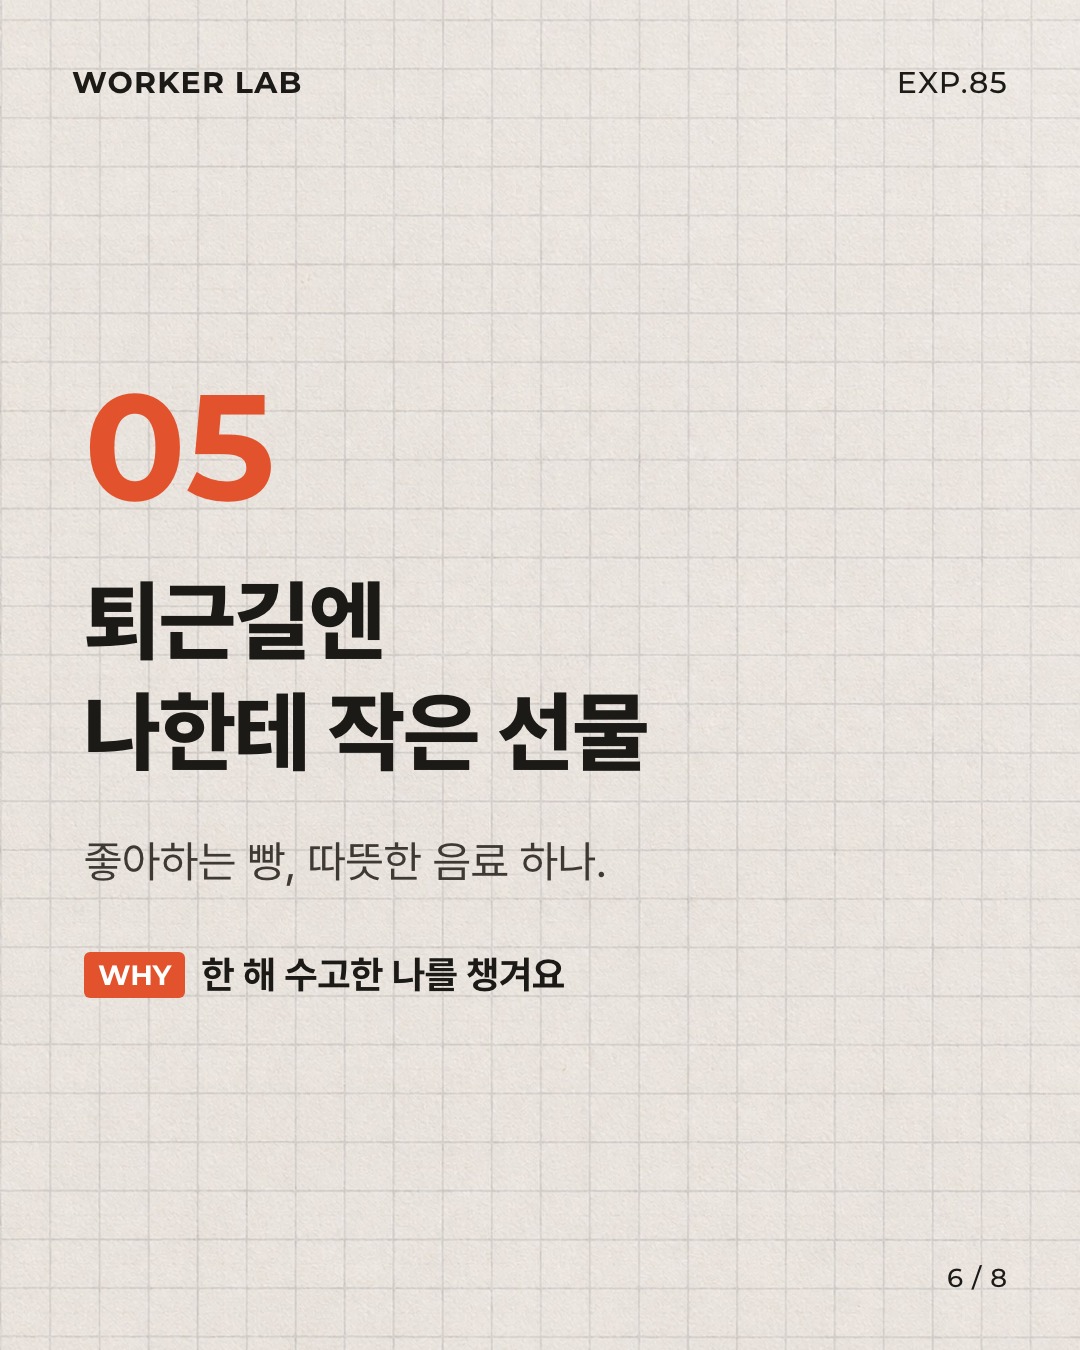 WORKER LAB
EXP.85
05
퇴근길엔
나한테 작은 선물
좋아하는 빵, 따뜻한 음료 하나.
WHY 한 해 수고한 나를 챙겨요
6 / 8